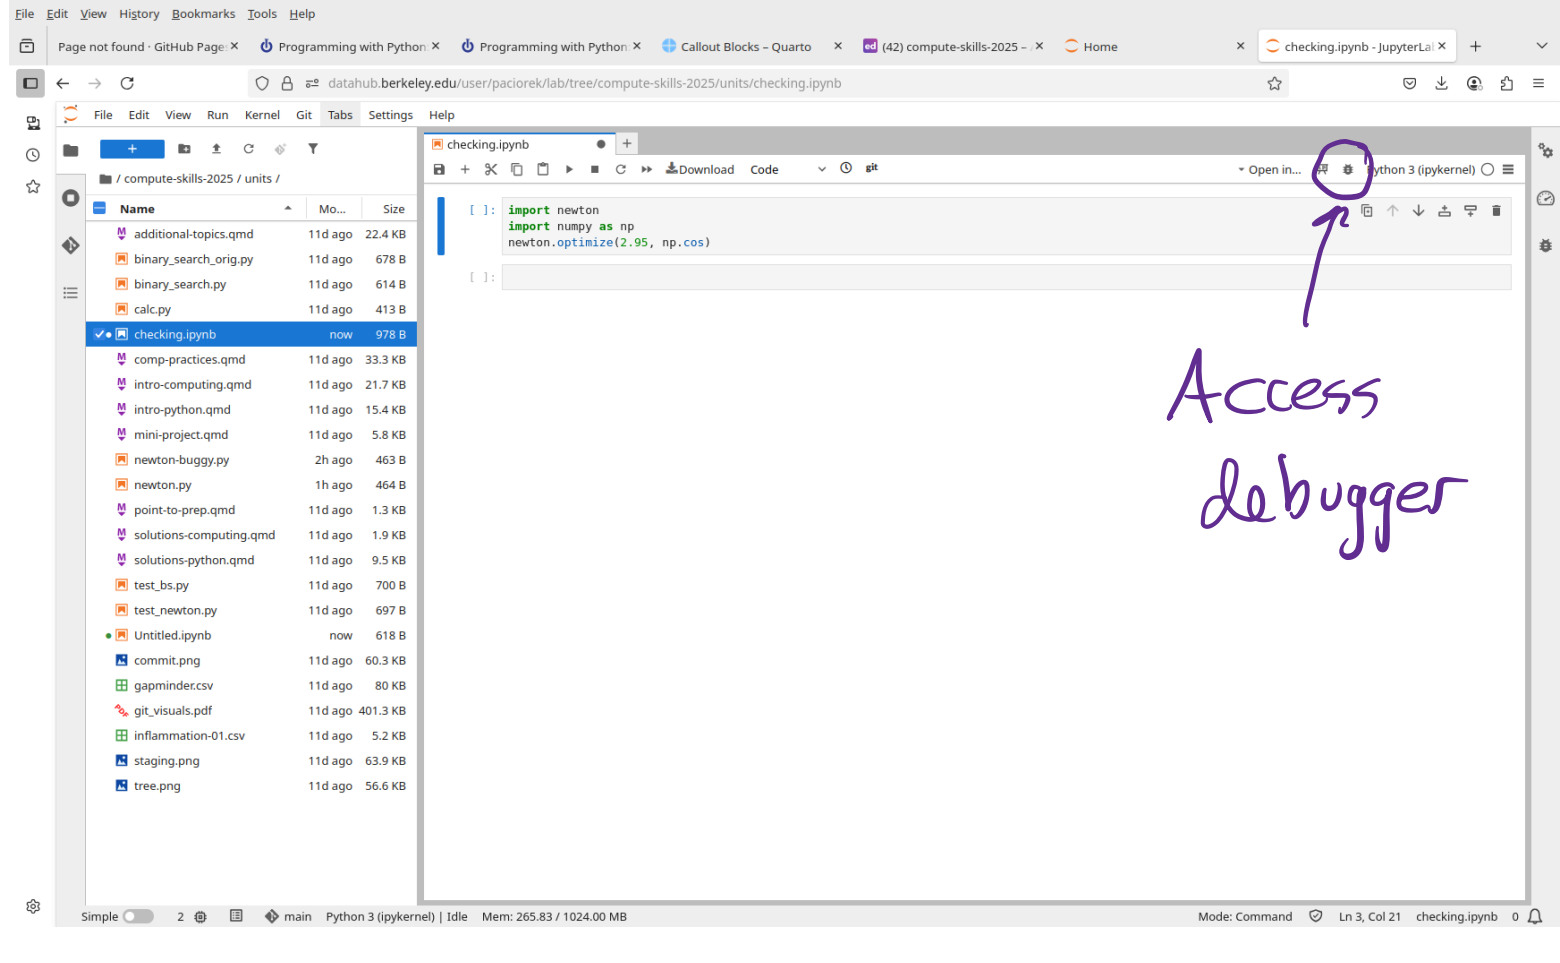 File Edit View History Bookmarks Tools Help
Page not found · GitHub Page Programming with Python Programming with Python Callout Blocks – Quarto ed (42) compute-skills-2025 – Home checking.ipynb - JupyterLa
datahub.berkeley.edu/user/paciorek/lab/tree/compute-skills-2025/units/checking.ipynb
File Edit View Run Kernel Git Tabs Settings Help
checking.ipynb
Download Code git Open in... Python 3 (ipykernel)
/ compute-skills-2025 / units /
Name Mo... Size
additional-topics.qmd 11d ago 22.4 KB
binary_search_orig.py 11d ago 678 B
binary_search.py 11d ago 614 B
calc.py 11d ago 413 B
checking.ipynb now 978 B
comp-practices.qmd 11d ago 33.3 KB
intro-computing.qmd 11d ago 21.7 KB
intro-python.qmd 11d ago 15.4 KB
mini-project.qmd 11d ago 5.8 KB
newton-buggy.py 2h ago 463 B
newton.py 1h ago 464 B
point-to-prep.qmd 11d ago 1.3 KB
solutions-computing.qmd 11d ago 1.9 KB
solutions-python.qmd 11d ago 9.5 KB
test_bs.py 11d ago 700 B
test_newton.py 11d ago 697 B
Untitled.ipynb now 618 B
commit.png 11d ago 60.3 KB
gapminder.csv 11d ago 80 KB
git_visuals.pdf 11d ago 401.3 KB
inflammation-01.csv 11d ago 5.2 KB
staging.png 11d ago 63.9 KB
tree.png 11d ago 56.6 KB
[ ]: import newton
import numpy as np
newton.optimize(2.95, np.cos)
[ ]:
Access
debugger
Simple 2 main Python 3 (ipykernel) | Idle Mem: 265.83 / 1024.00 MB Mode: Command Ln 3, Col 21 checking.ipynb 0